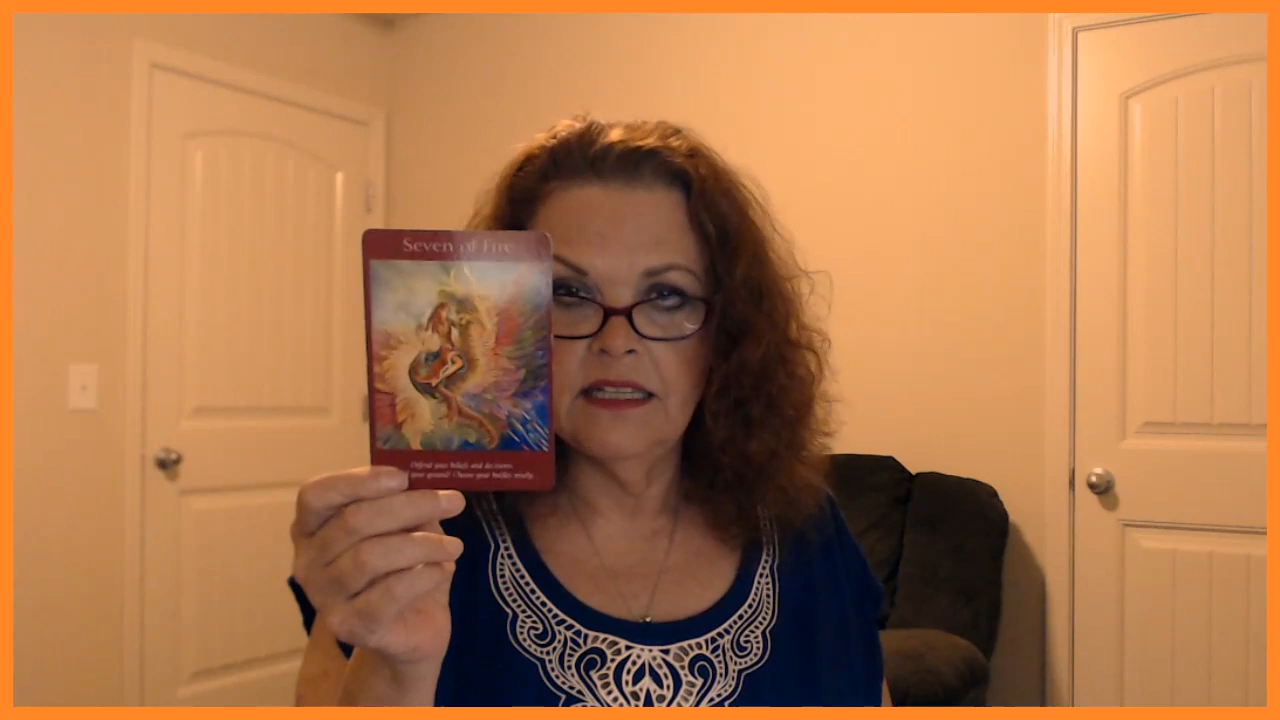 Seven of Fire
Defend your beliefs and decisions.
your ground! Choose your battles wisely.